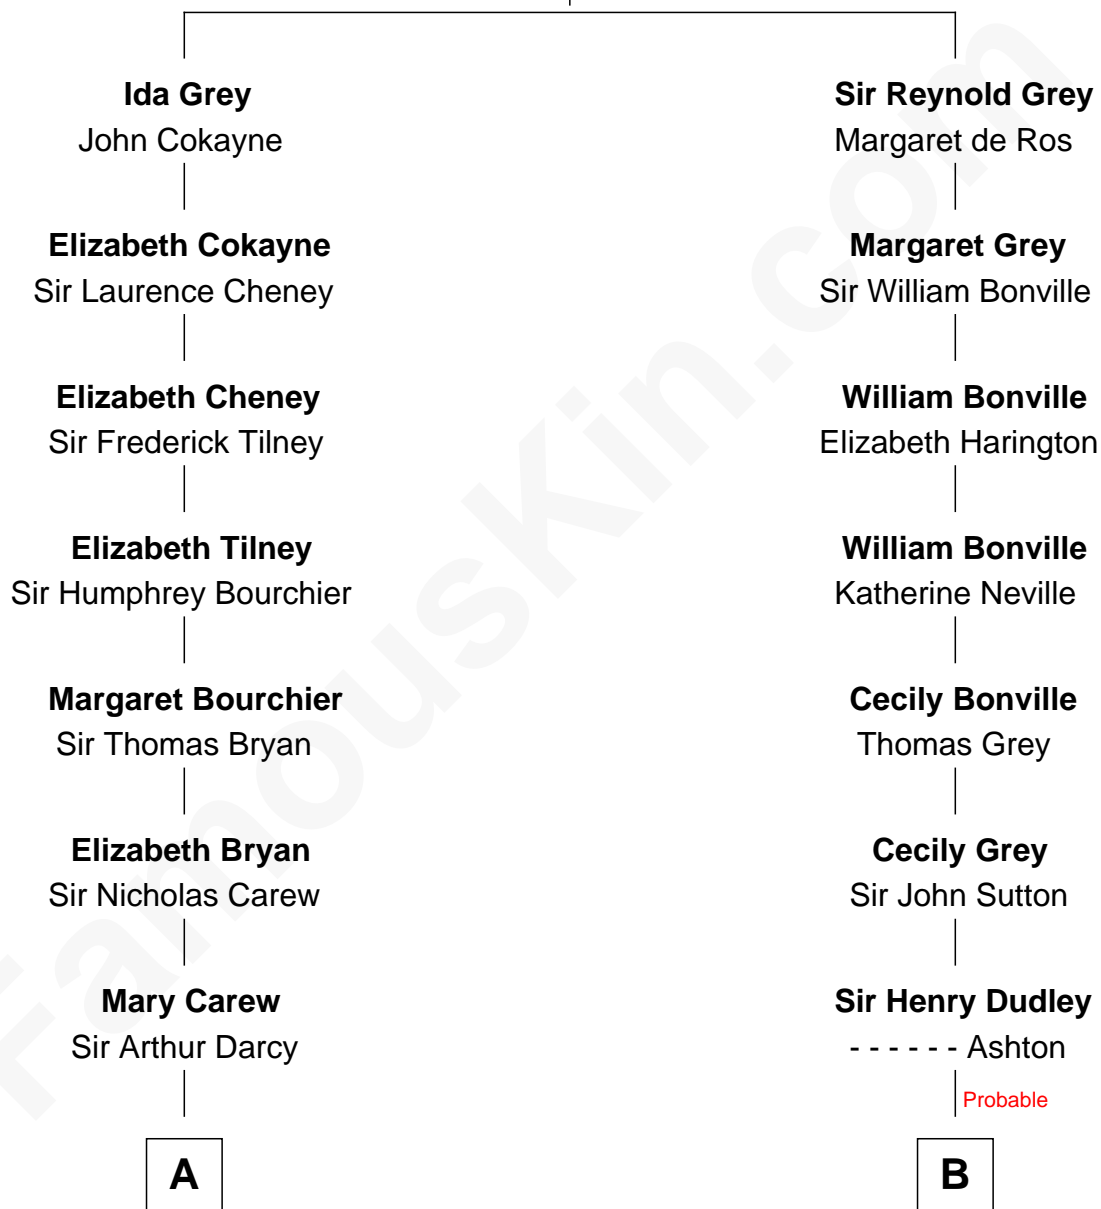 Ida Grey
John Cokayne
Elizabeth Cokayne
Sir Laurence Cheney
Elizabeth Cheney
Sir Frederick Tilney
Elizabeth Tilney
Sir Humphrey Bourchier
Margaret Bourchier
Sir Thomas Bryan
Elizabeth Bryan
Sir Nicholas Carew
Mary Carew
Sir Arthur Darcy
A
Sir Reynold Grey
Margaret de Ros
Margaret Grey
Sir William Bonville
William Bonville
Elizabeth Harington
William Bonville
Katherine Neville
Cecily Bonville
Thomas Grey
Cecily Grey
Sir John Sutton
Sir Henry Dudley
- - - - - - Ashton
Probable
B
FamousKin.com